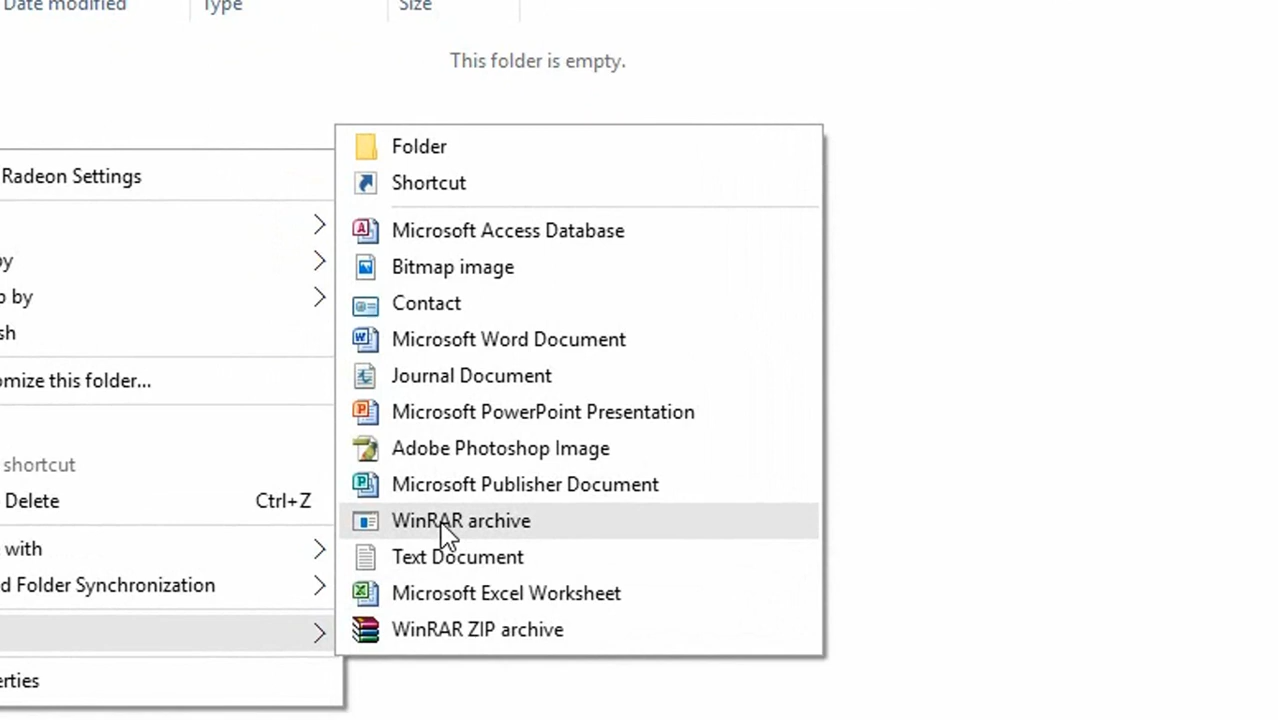 Date modified
Type
Size
This folder is empty.
Radeon Settings
by
p by
sh
omize this folder...
shortcut
Delete
Ctrl+Z
with
d Folder Synchronization
erties
Folder
Shortcut
Microsoft Access Database
Bitmap image
Contact
Microsoft Word Document
Journal Document
Microsoft PowerPoint Presentation
Adobe Photoshop Image
Microsoft Publisher Document
WinRAR archive
Text Document
Microsoft Excel Worksheet
WinRAR ZIP archive